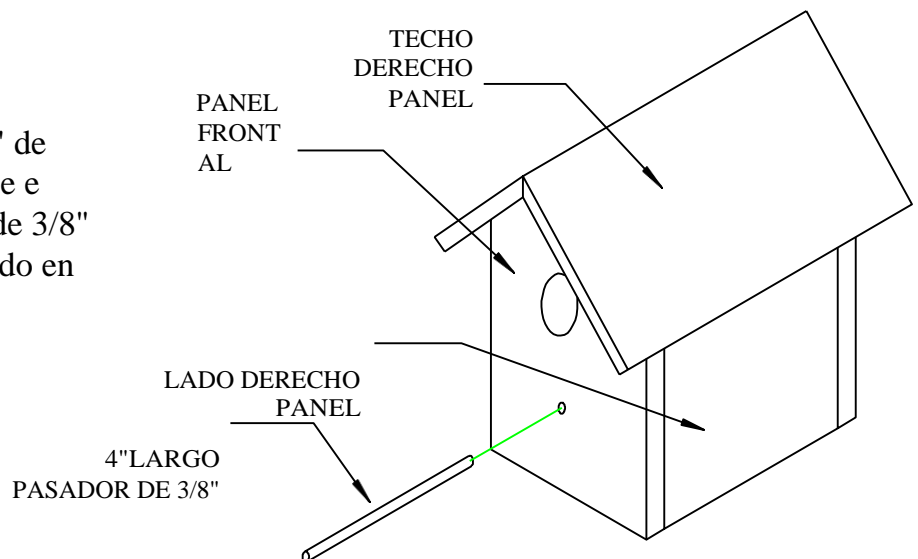 TECHO
DERECHO
PANEL
PANEL
FRONT
AL
" de
e e
de 3/8"
do en
LADO DERECHO
PANEL
4"LARGO
PASADOR DE 3/8"